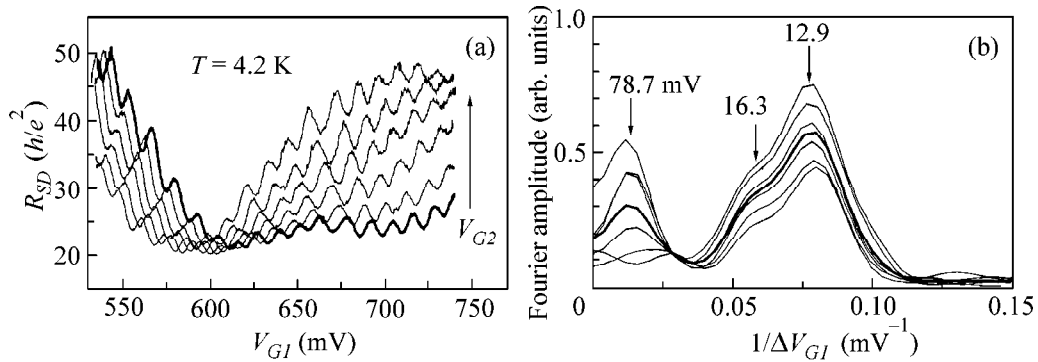 (a)
T = 4.2 K
R_SD (h/e^2)
50
40
30
20
V_G2
550 600 650 700 750
V_G1 (mV)
(b)
12.9
78.7 mV
16.3
Fourier amplitude (arb. units)
1.0
0.5
0 0.05 0.10 0.15
1/ΔV_G1 (mV^−1)